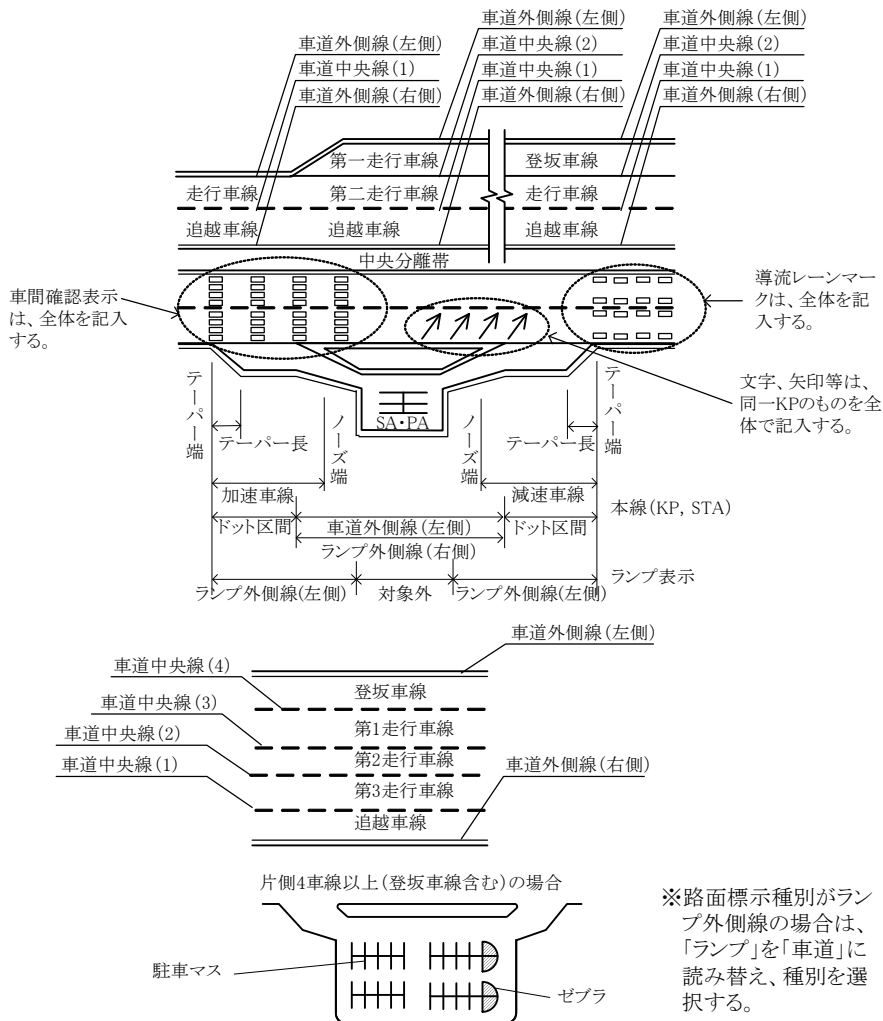 車道外側線(左側)
車道中央線(2)
車道中央線(1)
車道外側線(右側)
車道外側線(左側)
車道中央線(2)
車道中央線(1)
車道外側線(右側)
車道外側線(左側)
車道中央線(1)
車道外側線(右側)
第一走行車線
登坂車線
走行車線
第二走行車線
走行車線
追越車線
追越車線
追越車線
中央分離帯
車間確認表示
は、全体を記入
する。
導流レーンマー
クは、全体を記
入する。
文字、矢印等は、
同一KPのものを全
体で記入する。
テーパー端
テーパー長
ノーズ端
SA・PA
ノーズ端
テーパー長
テーパー端
加速車線
減速車線
本線(KP, STA)
ドット区間
車道外側線(左側)
ドット区間
ランプ外側線(右側)
ランプ表示
ランプ外側線(左側)
対象外
ランプ外側線(左側)
車道外側線(左側)
車道中央線(4)
登坂車線
車道中央線(3)
第1走行車線
車道中央線(2)
第2走行車線
車道中央線(1)
車道外側線(右側)
第3走行車線
追越車線
片側4車線以上(登坂車線含む)の場合
駐車マス
ゼブラ
※路面標示種別がラン
プ外側線の場合は、
「ランプ」を「車道」に
読み替え、種別を選
択する。